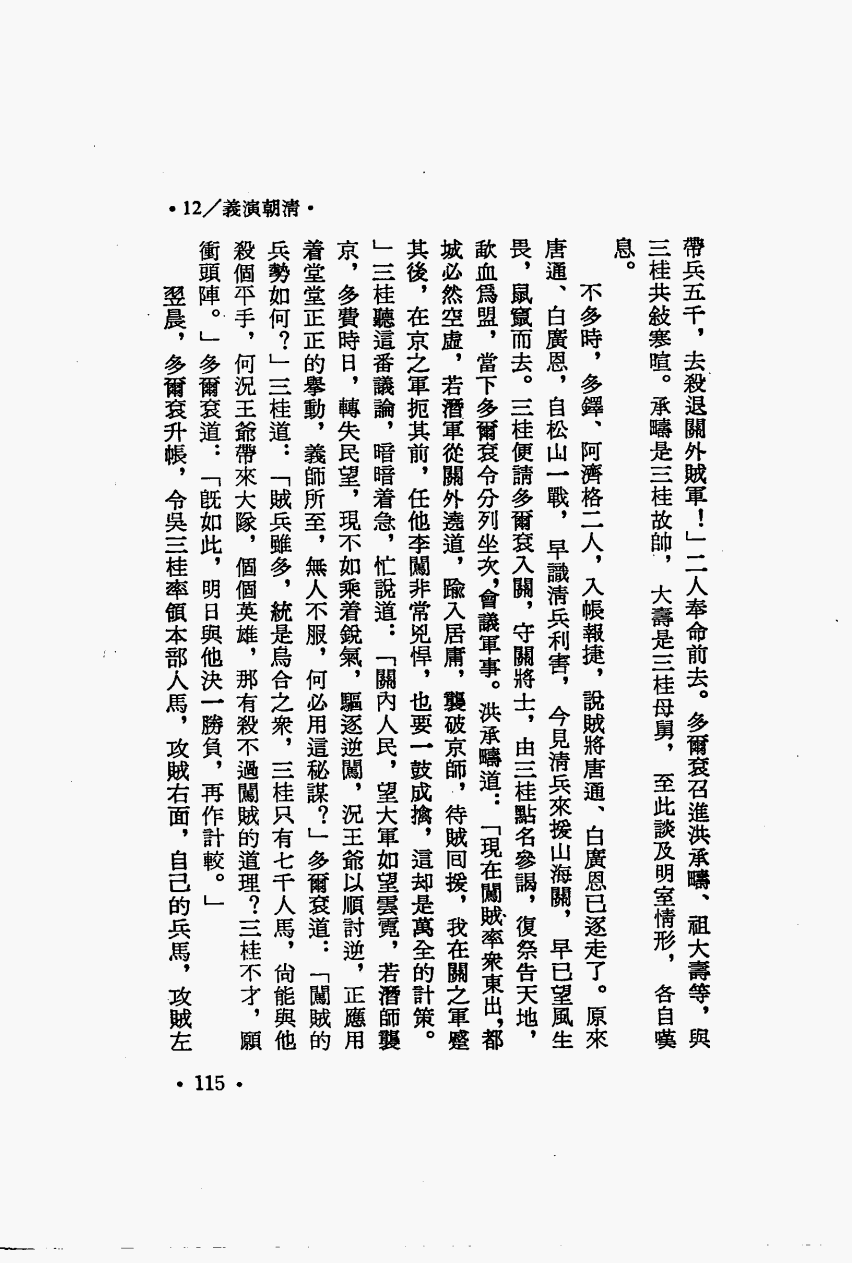 •12／義演朝清•
帶兵五千，去殺退關外賊軍！」二人奉命前去。多爾袞召進洪承疇、祖大壽等，與
三桂共敍寒暄。承疇是三桂故帥，大壽是三桂母舅，至此談及明室情形，各自嘆
息。
不多時，多鐸、阿濟格二人，入帳報捷，說賊將唐通、白廣恩已逐走了。原來
唐通、白廣恩，自松山一戰，早識清兵利害，今見清兵來援山海關，早已望風生
畏，鼠竄而去。三桂便請多爾袞入關，守關將士，由三桂點名參謁，復祭告天地，
歃血爲盟，當下多爾袞令分列坐次，會議軍事。洪承疇道：「現在闖賊率衆東出，都
城必然空虛，若潛軍從關外遶道，踰入居庸，襲破京師，待賊回援，我在關之軍躡
其後，在京之軍扼其前，任他李闖非常兇悍，也要一鼓成擒，這却是萬全的計策。
」三桂聽這番議論，暗暗着急，忙說道：「關內人民，望大軍如望雲霓，若潛師襲
京，多費時日，轉失民望，現不如乘着銳氣，驅逐逆闖，況王爺以順討逆，正應用
着堂堂正正的擧動，義師所至，無人不服，何必用這秘謀？」多爾袞道：「闖賊的
兵勢如何？」三桂道：「賊兵雖多，統是烏合之衆，三桂只有七千人馬，尙能與他
殺個平手，何況王爺帶來大隊，個個英雄，那有殺不過闖賊的道理？三桂不才，願
衝頭陣。」多爾袞道：「旣如此，明日與他決一勝負，再作計較。」
翌晨，多爾袞升帳，令吳三桂率領本部人馬，攻賊右面，自己的兵馬，攻賊左
•115•